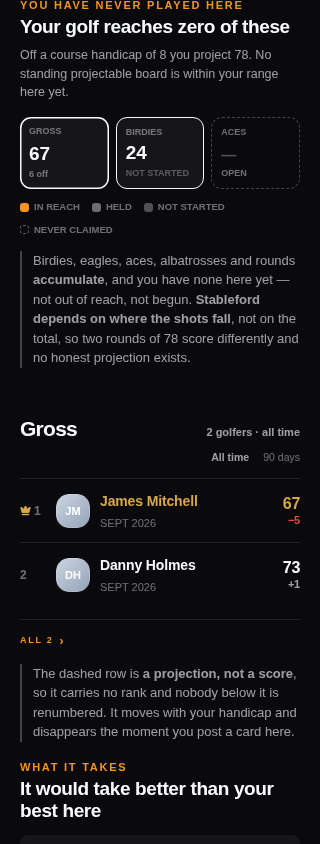 YOU HAVE NEVER PLAYED HERE
Your golf reaches zero of these
Off a course handicap of 8 you project 78. No
standing projectable board is within your range
here yet.
GROSS
67
6 off
BIRDIES
24
NOT STARTED
ACES
—
OPEN
IN REACH
HELD
NOT STARTED
NEVER CLAIMED
Birdies, eagles, aces, albatrosses and rounds
accumulate, and you have none here yet —
not out of reach, not begun. Stableford
depends on where the shots fall, not on the
total, so two rounds of 78 score differently and
no honest projection exists.
Gross
2 golfers · all time
All time
90 days
1
JM
James Mitchell
SEPT 2026
67
−5
2
DH
Danny Holmes
SEPT 2026
73
+1
ALL 2 ›
The dashed row is a projection, not a score,
so it carries no rank and nobody below it is
renumbered. It moves with your handicap and
disappears the moment you post a card here.
WHAT IT TAKES
It would take better than your
best here